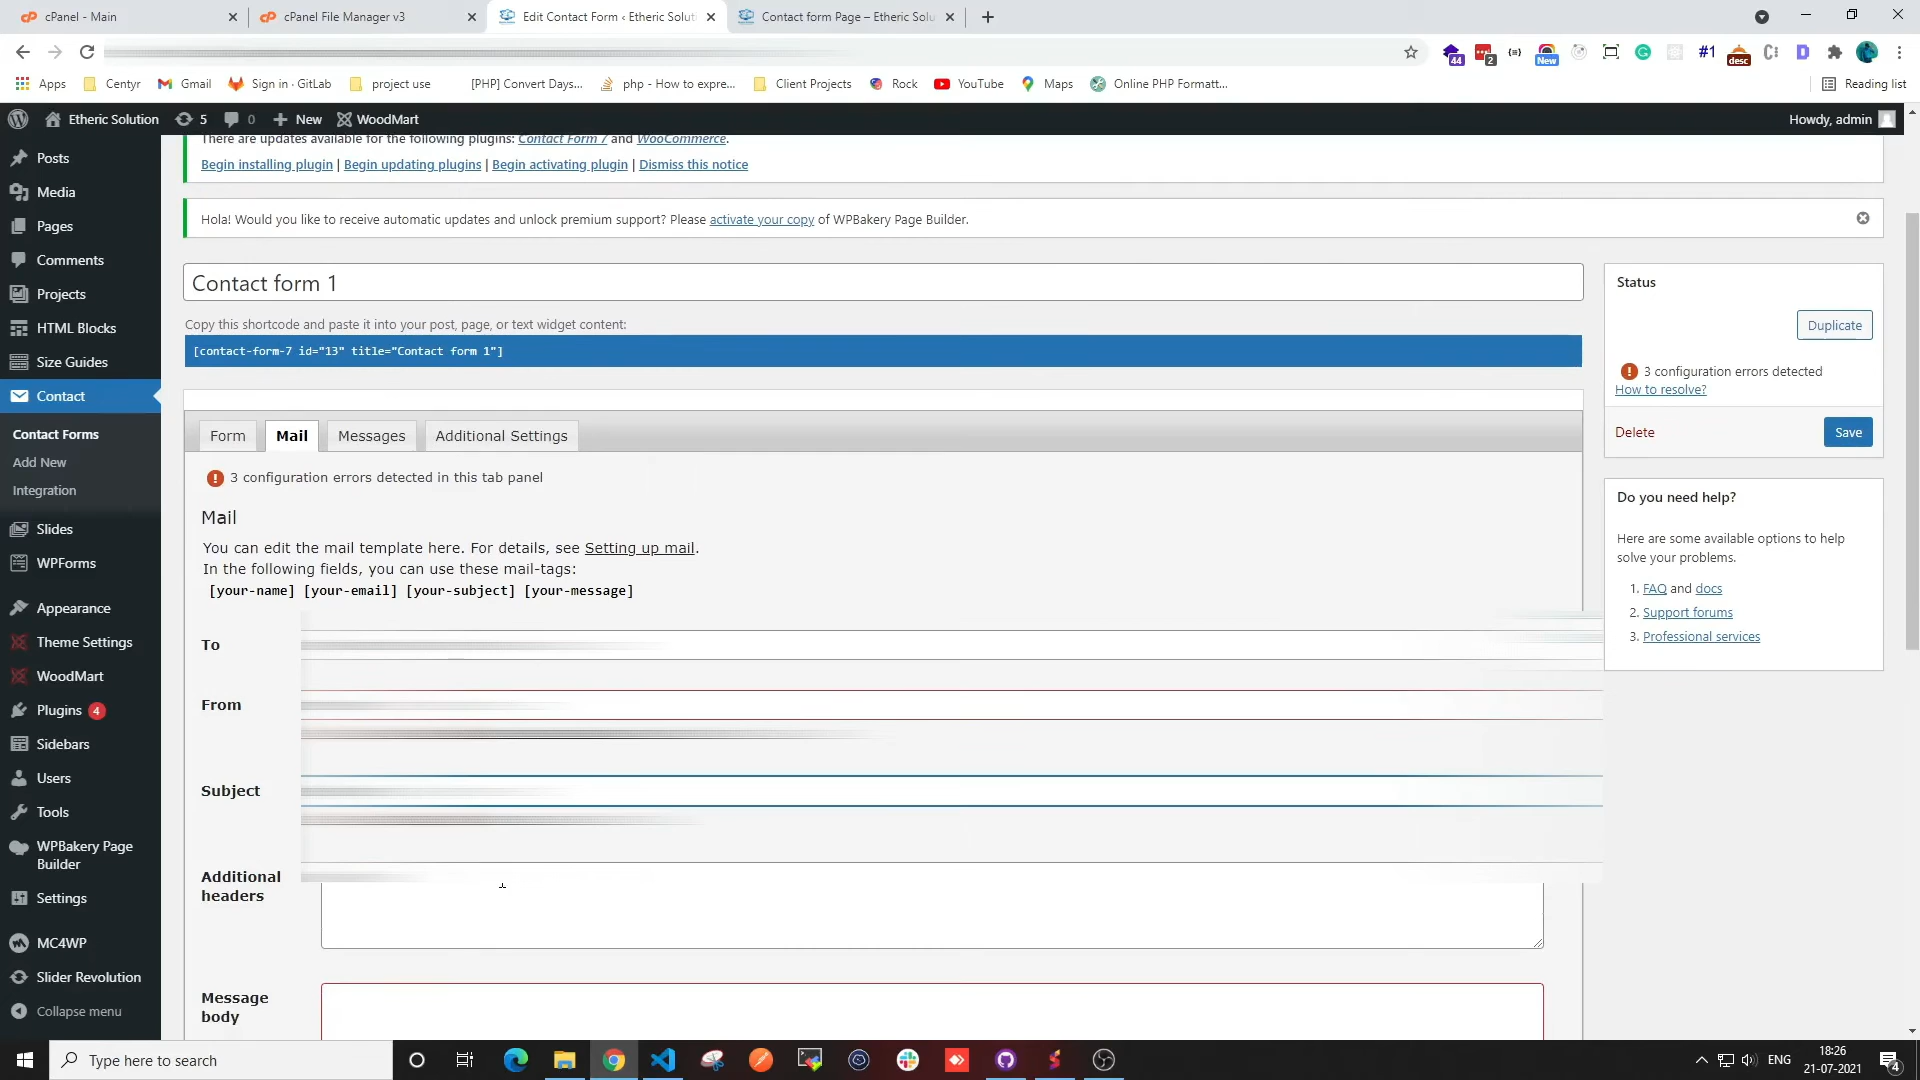 cPanel - Main
cPanel File Manager v3
Edit Contact Form ‹ Etheric Soluti
Contact form Page – Etheric Solu
44
2
New
#1
desc
Apps
Centyr
Gmail
Sign in · GitLab
project use
[PHP] Convert Days...
php - How to expre...
Client Projects
Rock
YouTube
Maps
Online PHP Formatt...
Reading list
Etheric Solution
5
0
New
WoodMart
Howdy, admin
There are updates available for the following plugins: Contact Form 7 and WooCommerce.
Begin installing plugin | Begin updating plugins | Begin activating plugin | Dismiss this notice
Hola! Would you like to receive automatic updates and unlock premium support? Please activate your copy of WPBakery Page Builder.
Posts
Media
Pages
Comments
Projects
HTML Blocks
Size Guides
Contact
Contact Forms
Add New
Integration
Slides
WPForms
Appearance
Theme Settings
WoodMart
Plugins 4
Sidebars
Users
Tools
WPBakery Page
Builder
Settings
MC4WP
Slider Revolution
Collapse menu
Contact form 1
Copy this shortcode and paste it into your post, page, or text widget content:
[contact-form-7 id="13" title="Contact form 1"]
Form
Mail
Messages
Additional Settings
3 configuration errors detected in this tab panel
Mail
You can edit the mail template here. For details, see Setting up mail.
In the following fields, you can use these mail-tags:
[your-name] [your-email] [your-subject] [your-message]
To
From
Subject
Additional
headers
Message
body
Status
Duplicate
3 configuration errors detected
How to resolve?
Delete
Save
Do you need help?
Here are some available options to help
solve your problems.
1. FAQ and docs
2. Support forums
3. Professional services
Type here to search
ENG
18:26
21-07-2021
4